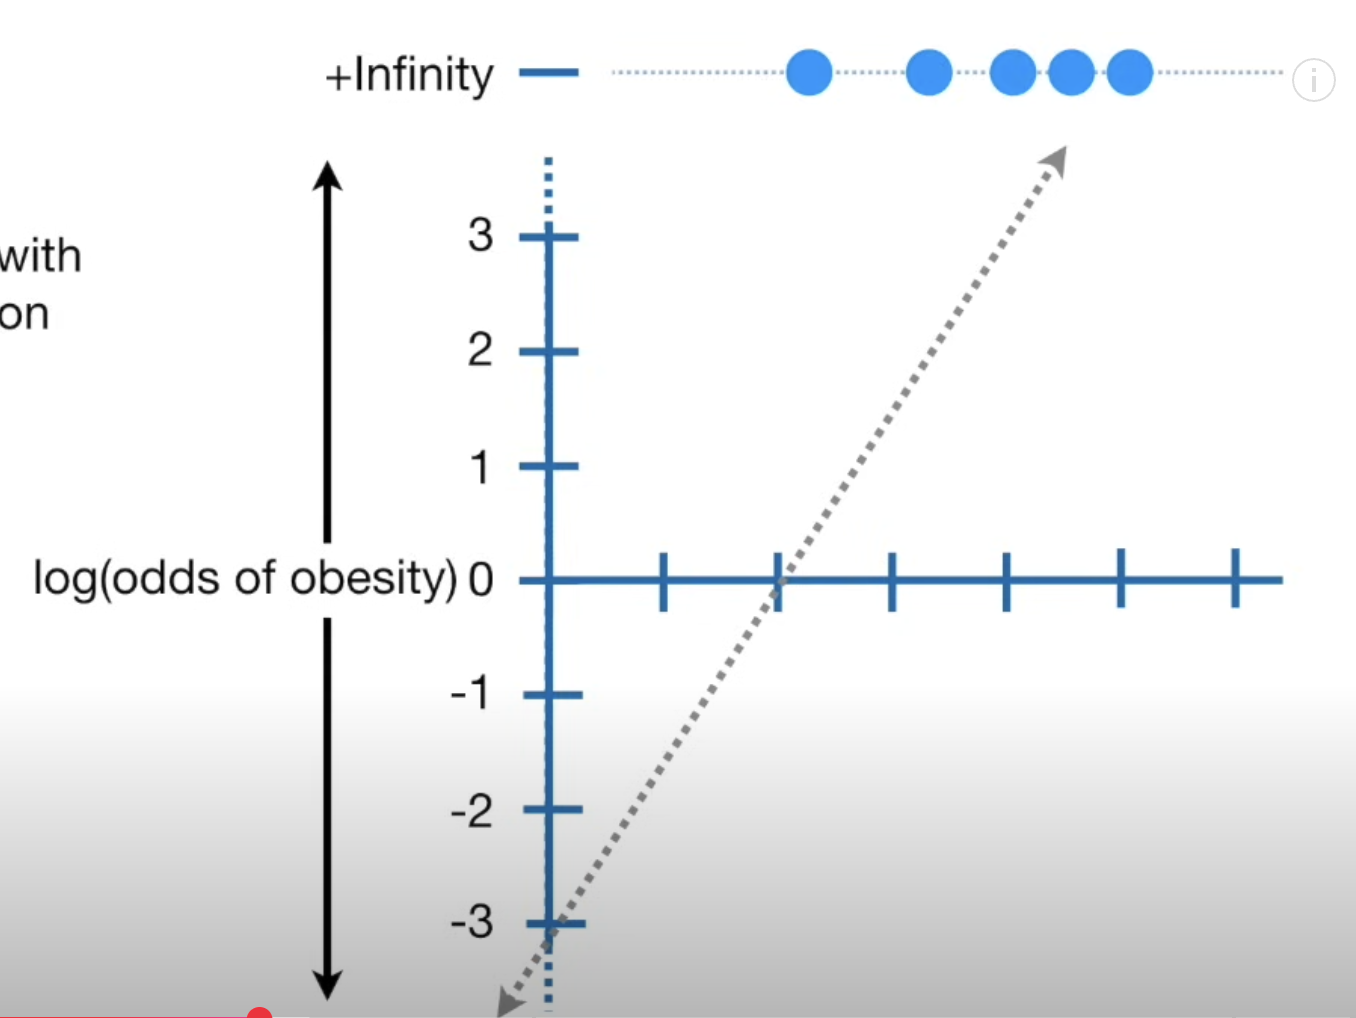 +Infinity
3
with
on
2
1
log(odds of obesity) 0
-1
-2
-3
i